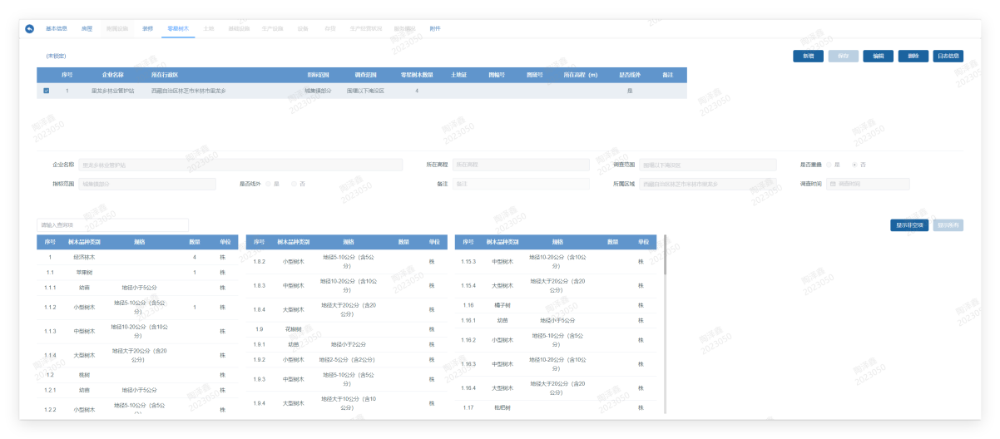 基本信息 房屋 附属设施 装修 零星树木 土地 基础设施 生产设施 设备 存货 生产经营状况 附件
(未锁定)
新增 保存 编辑 删除 日志信息
序号 企业名称 所在行政区 指标范围 调查范围 零星树木数量 土地证 图幅号 图斑号 所在高程（m） 是否线外 备注
1 里龙乡林业管护站 西藏自治区林芝市米林市里龙乡 城集镇部分 围堰以下淹没区 4 是
企业名称 里龙乡林业管护站 所在高程 所在高程 调查范围 围堰以下淹没区 是否重叠 是 否
指标范围 城集镇部分 是否线外 是 否 备注 备注 所属区域 西藏自治区林芝市米林市里龙乡 调查时间 调查时间
请输入查询项
显示非空项 显示所有
序号 树木品种类别 规格 数量 单位
1 经济林木 4 株
1.1 苹果树 1 株
1.1.1 幼苗 地径小于5公分 株
1.1.2 小型树木 地径5-10公分（含5公分） 1 株
1.1.3 中型树木 地径10-20公分（含10公分） 株
1.1.4 大型树木 地径大于20公分（含20公分） 株
1.2 桃树 株
1.2.1 幼苗 地径小于5公分 株
1.2.2 小型树木 地径5-10公分（含5公分） 株
序号 树木品种类别 规格 数量 单位
1.8.2 小型树木 地径5-10公分（含5公分） 株
1.8.3 中型树木 地径10-20公分（含10公分） 株
1.8.4 大型树木 地径大于20公分（含20公分） 株
1.9 花椒树 株
1.9.1 幼苗 地径小于2公分 株
1.9.2 小型树木 地径2-5公分（含2公分） 株
1.9.3 中型树木 地径5-10公分（含5公分） 株
1.9.4 大型树木 地径大于10公分（含10公分） 株
序号 树木品种类别 规格 数量 单位
1.15.3 中型树木 地径10-20公分（含10公分） 株
1.15.4 大型树木 地径大于20公分（含20公分） 株
1.16 橘子树 株
1.16.1 幼苗 地径小于5公分 株
1.16.2 小型树木 地径5-10公分（含5公分） 株
1.16.3 中型树木 地径10-20公分（含10公分） 株
1.16.4 大型树木 地径大于20公分（含20公分） 株
1.17 枇杷树 株